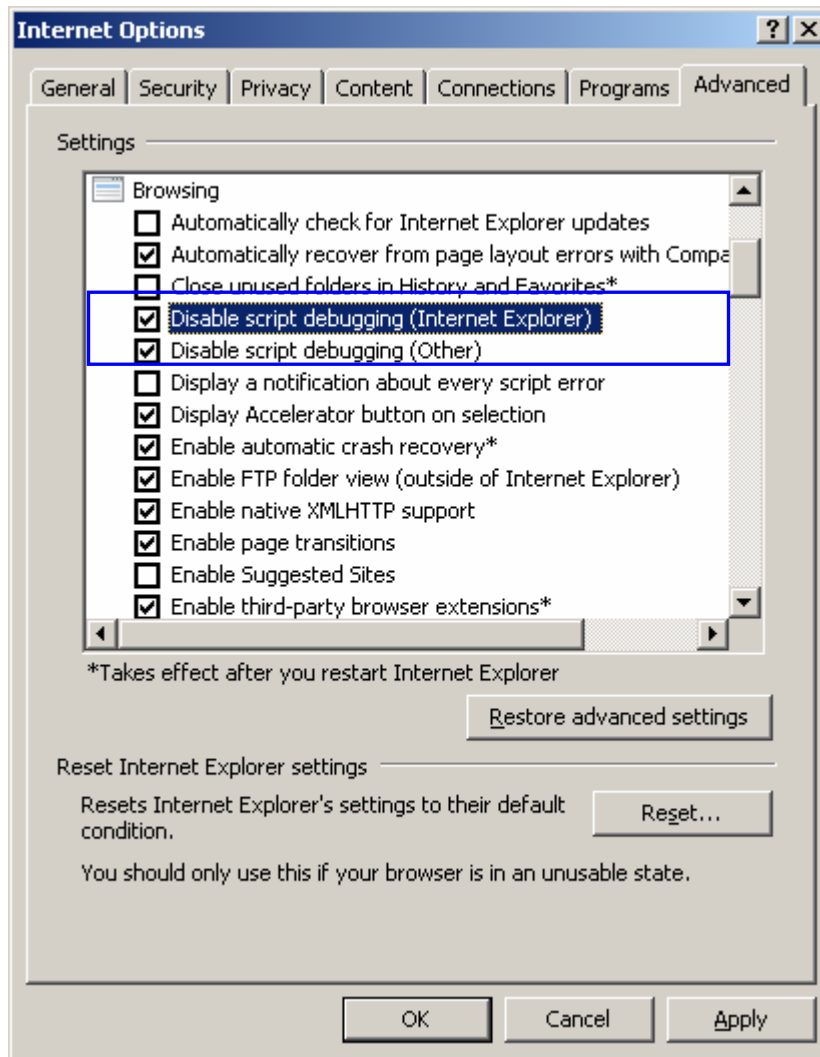 Internet Options
General Security Privacy Content Connections Programs Advanced
Settings
Browsing
Automatically check for Internet Explorer updates
Automatically recover from page layout errors with Compa
Close unused folders in History and Favorites*
Disable script debugging (Internet Explorer)
Disable script debugging (Other)
Display a notification about every script error
Display Accelerator button on selection
Enable automatic crash recovery*
Enable FTP folder view (outside of Internet Explorer)
Enable native XMLHTTP support
Enable page transitions
Enable Suggested Sites
Enable third-party browser extensions*
*Takes effect after you restart Internet Explorer
Restore advanced settings
Reset Internet Explorer settings
Resets Internet Explorer's settings to their default
condition.
Reset...
You should only use this if your browser is in an unusable state.
OK Cancel Apply